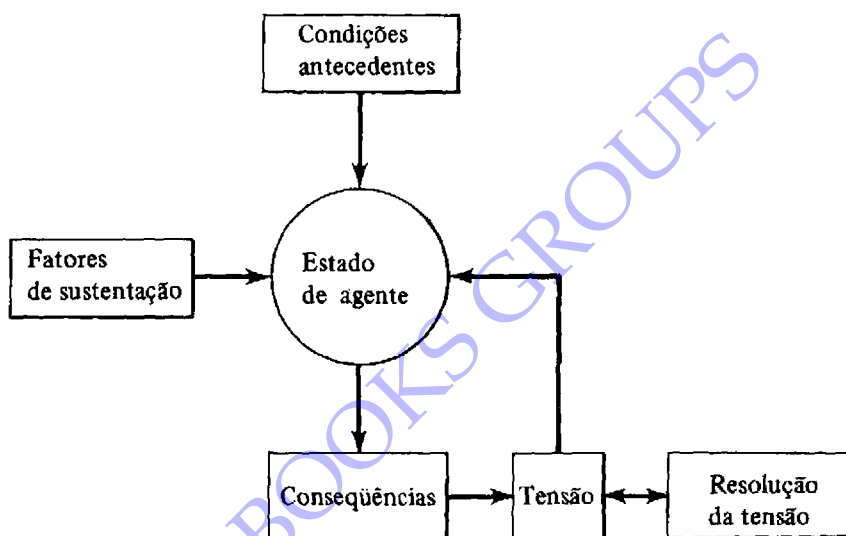 Condições
antecedentes
Fatores
de sustentação
Estado
de agente
Conseqüências
Tensão
Resolução
da tensão
BOOKS GROUPS